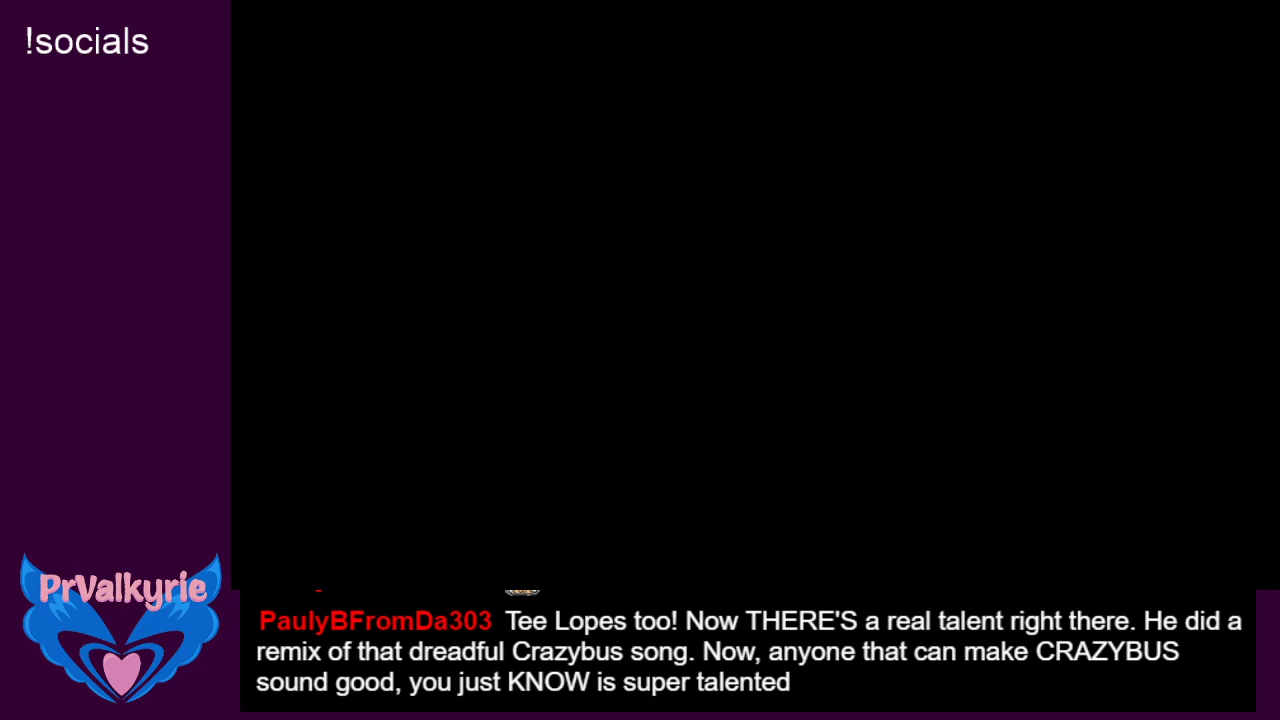 !socials
PrValkyrie
PaulyBFromDa303 Tee Lopes too! Now THERE'S a real talent right there. He did a
remix of that dreadful Crazybus song. Now, anyone that can make CRAZYBUS
sound good, you just KNOW is super talented